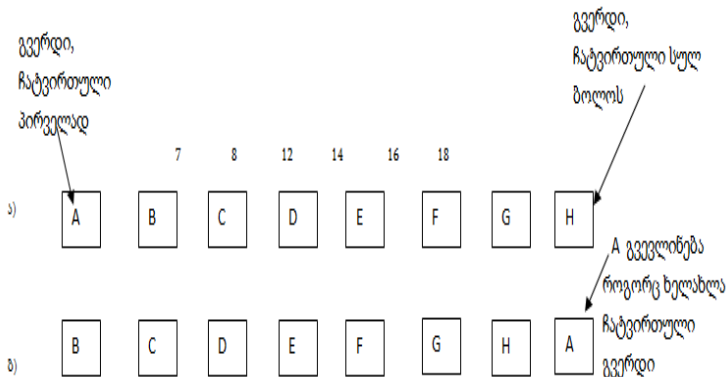 გვერდი,
ჩატვირთული
პირველად
გვერდი,
ჩატვირთული სულ
ბოლოს
7 8 12 14 16 18
ა) A B C D E F G H
A გვევლინება
როგორც ხელახლა
ჩატვირთული
გვერდი
ბ) B C D E F G H A